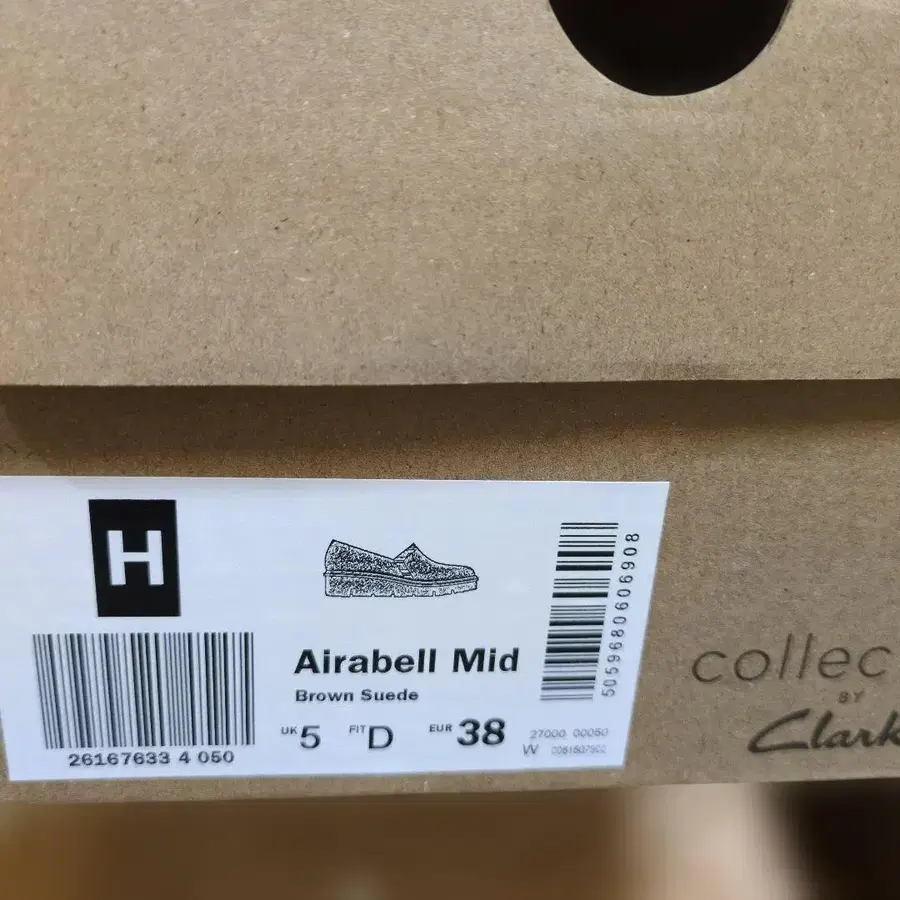 H
26167633 4 050
Airabell Mid
Brown Suede
UK 5 FIT D EUR 38
5059680606908
27000 00050
W
collec
BY
Clark